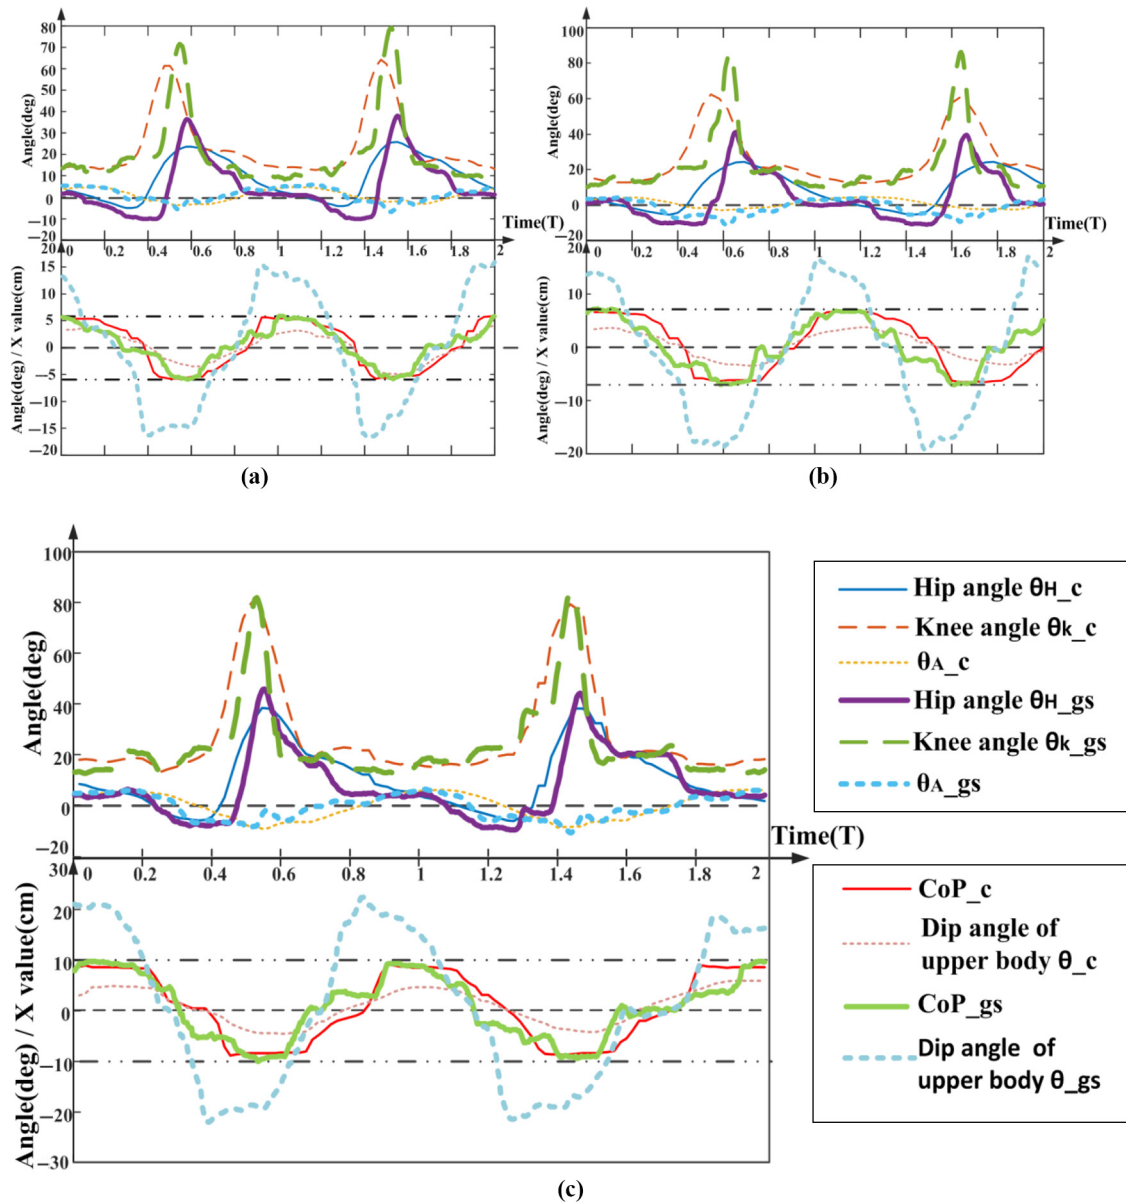 80
70
60
50
40
30
20
10
0
−10
−20
Angle(deg)
0.2 0.4 0.6 0.8 1 1.2 1.4 1.6 1.8 2
Time(T)
20
15
10
5
0
−5
−10
−15
−20
Angle(deg) / X value(cm)
(a)
100
80
60
40
20
0
−20
Angle(deg)
0.2 0.4 0.6 0.8 1 1.2 1.4 1.6 1.8 2
Time(T)
20
10
0
−10
−20
Angle(deg) / X value(cm)
(b)
100
80
60
40
20
0
−20
Angle(deg)
0 0.2 0.4 0.6 0.8 1 1.2 1.4 1.6 1.8 2
Time(T)
30
20
10
0
−10
−20
−30
Angle(deg) / X value(cm)
(c)
Hip angle θH_c
Knee angle θk_c
θA_c
Hip angle θH_gs
Knee angle θk_gs
θA_gs
CoP_c
Dip angle of
upper body θ_c
CoP_gs
Dip angle of
upper body θ_gs